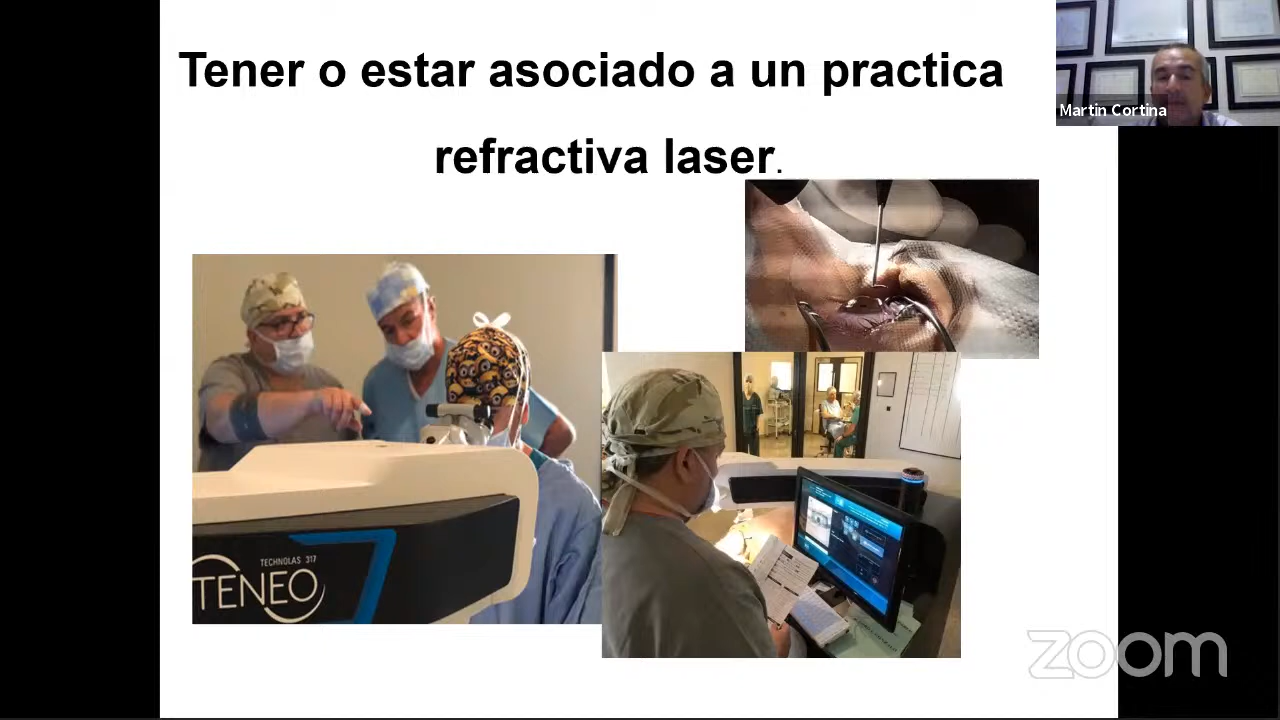 Tener o estar asociado a un practica
refractiva laser.
Martin Cortina
TECHNOLAS 317
TENEO
zoom